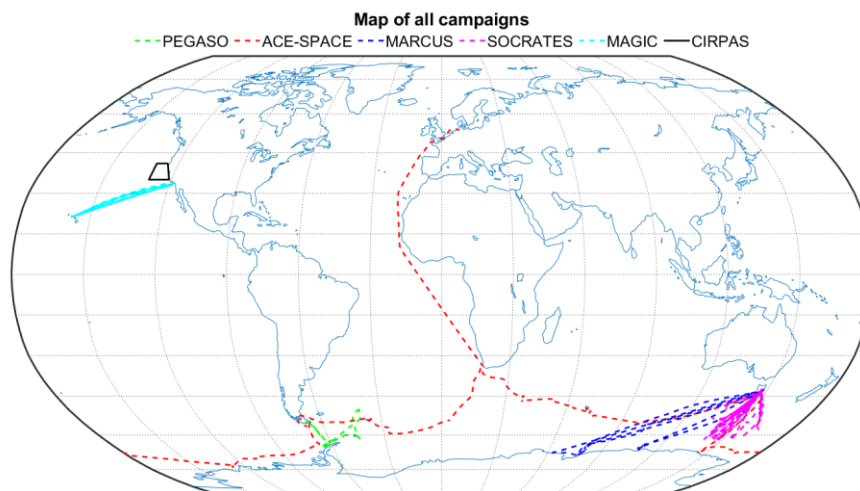 Map of all campaigns
PEGASO ACE-SPACE MARCUS SOCRATES MAGIC CIRPAS